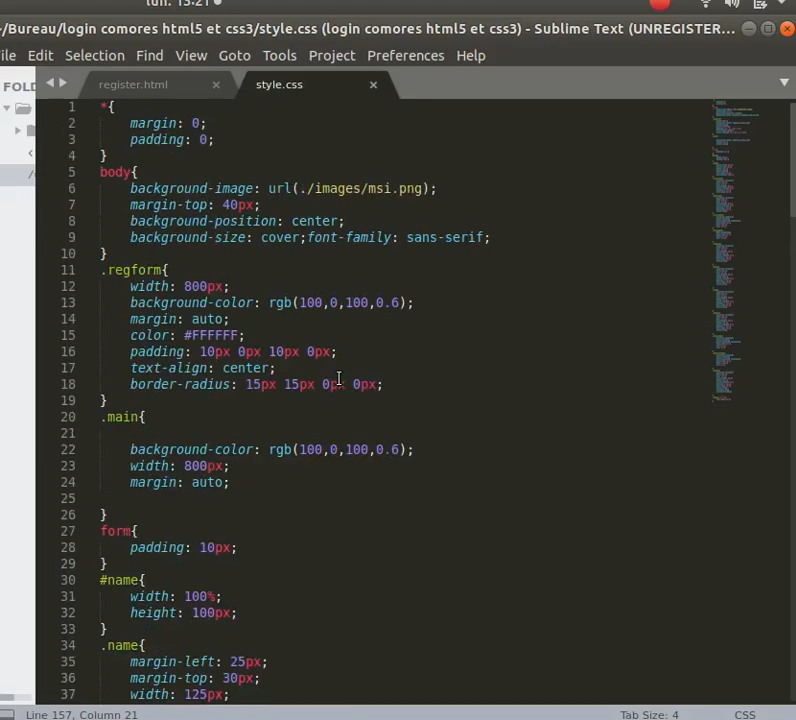 lun. 13:21
~/Bureau/login comores html5 et css3/style.css (login comores html5 et css3) - Sublime Text (UNREGISTER...
ile Edit Selection Find View Goto Tools Project Preferences Help
FOLD
register.html × style.css ×
1 *{
2 margin: 0;
3 padding: 0;
4 }
5 body{
6 background-image: url(./images/msi.png);
7 margin-top: 40px;
8 background-position: center;
9 background-size: cover;font-family: sans-serif;
10 }
11 .regform{
12 width: 800px;
13 background-color: rgb(100,0,100,0.6);
14 margin: auto;
15 color: #FFFFFF;
16 padding: 10px 0px 10px 0px;
17 text-align: center;
18 border-radius: 15px 15px 0px 0px;
19 }
20 .main{
21
22 background-color: rgb(100,0,100,0.6);
23 width: 800px;
24 margin: auto;
25
26 }
27 form{
28 padding: 10px;
29 }
30 #name{
31 width: 100%;
32 height: 100px;
33 }
34 .name{
35 margin-left: 25px;
36 margin-top: 30px;
37 width: 125px;
Line 157, Column 21 Tab Size: 4 CSS